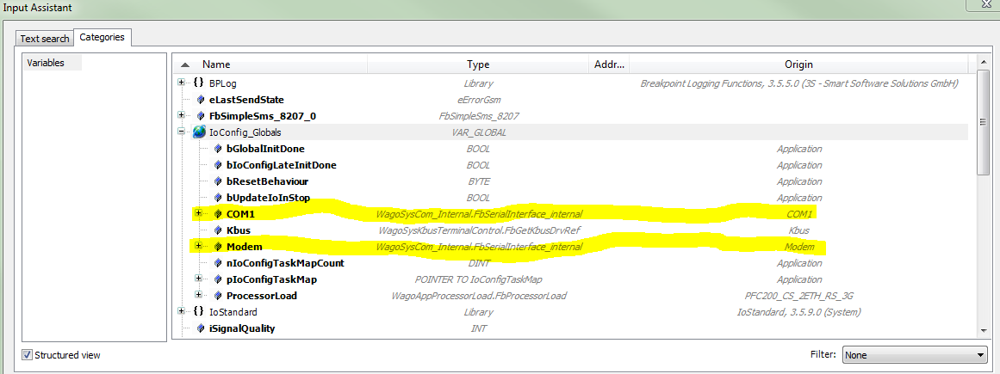 Input Assistant
Text search Categories
Variables
Name Type Addr... Origin
BPLog Library Breakpoint Logging Functions, 3.5.5.0 (3S - Smart Software Solutions GmbH)
eLastSendState eErrorGsm
FbSimpleSms_8207_0 FbSimpleSms_8207
IoConfig_Globals VAR_GLOBAL
bGlobalInitDone BOOL Application
bIoConfigLateInitDone BOOL Application
bResetBehaviour BYTE Application
bUpdateIoInStop BOOL Application
COM1 WagoSysCom_Internal.FbSerialInterface_internal COM1
Kbus WagoSysKbusTerminalControl.FbGetKbusDrvRef Kbus
Modem WagoSysCom_Internal.FbSerialInterface_internal Modem
nIoConfigTaskMapCount DINT Application
pIoConfigTaskMap POINTER TO IoConfigTaskMap Application
ProcessorLoad WagoAppProcessorLoad.FbProcessorLoad PFC200_CS_2ETH_RS_3G
IoStandard Library IoStandard, 3.5.9.0 (System)
iSignalQuality INT
Structured view Filter: None